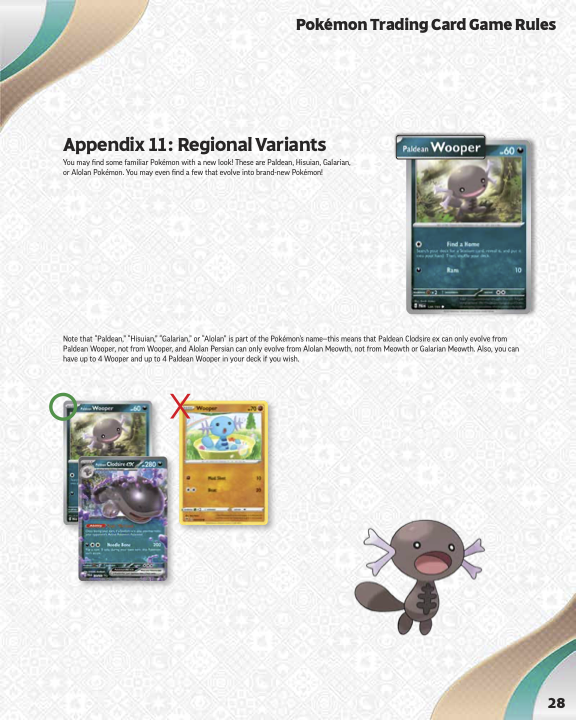 Pokémon Trading Card Game Rules
Appendix 11: Regional Variants
You may find some familiar Pokémon with a new look! These are Paldean, Hisuian, Galarian,
or Alolan Pokémon. You may even find a few that evolve into brand-new Pokémon!
Paldean Wooper 60
Find a Home
Ram 10
Note that "Paldean," "Hisuian," "Galarian," or "Alolan" is part of the Pokémon's name—this means that Paldean Clodsire ex can only evolve from
Paldean Wooper, not from Wooper, and Alolan Persian can only evolve from Alolan Meowth, not from Meowth or Galarian Meowth. Also, you can
have up to 4 Wooper and up to 4 Paldean Wooper in your deck if you wish.
Wooper 60
Clodsire ex 280
Wooper 70
28